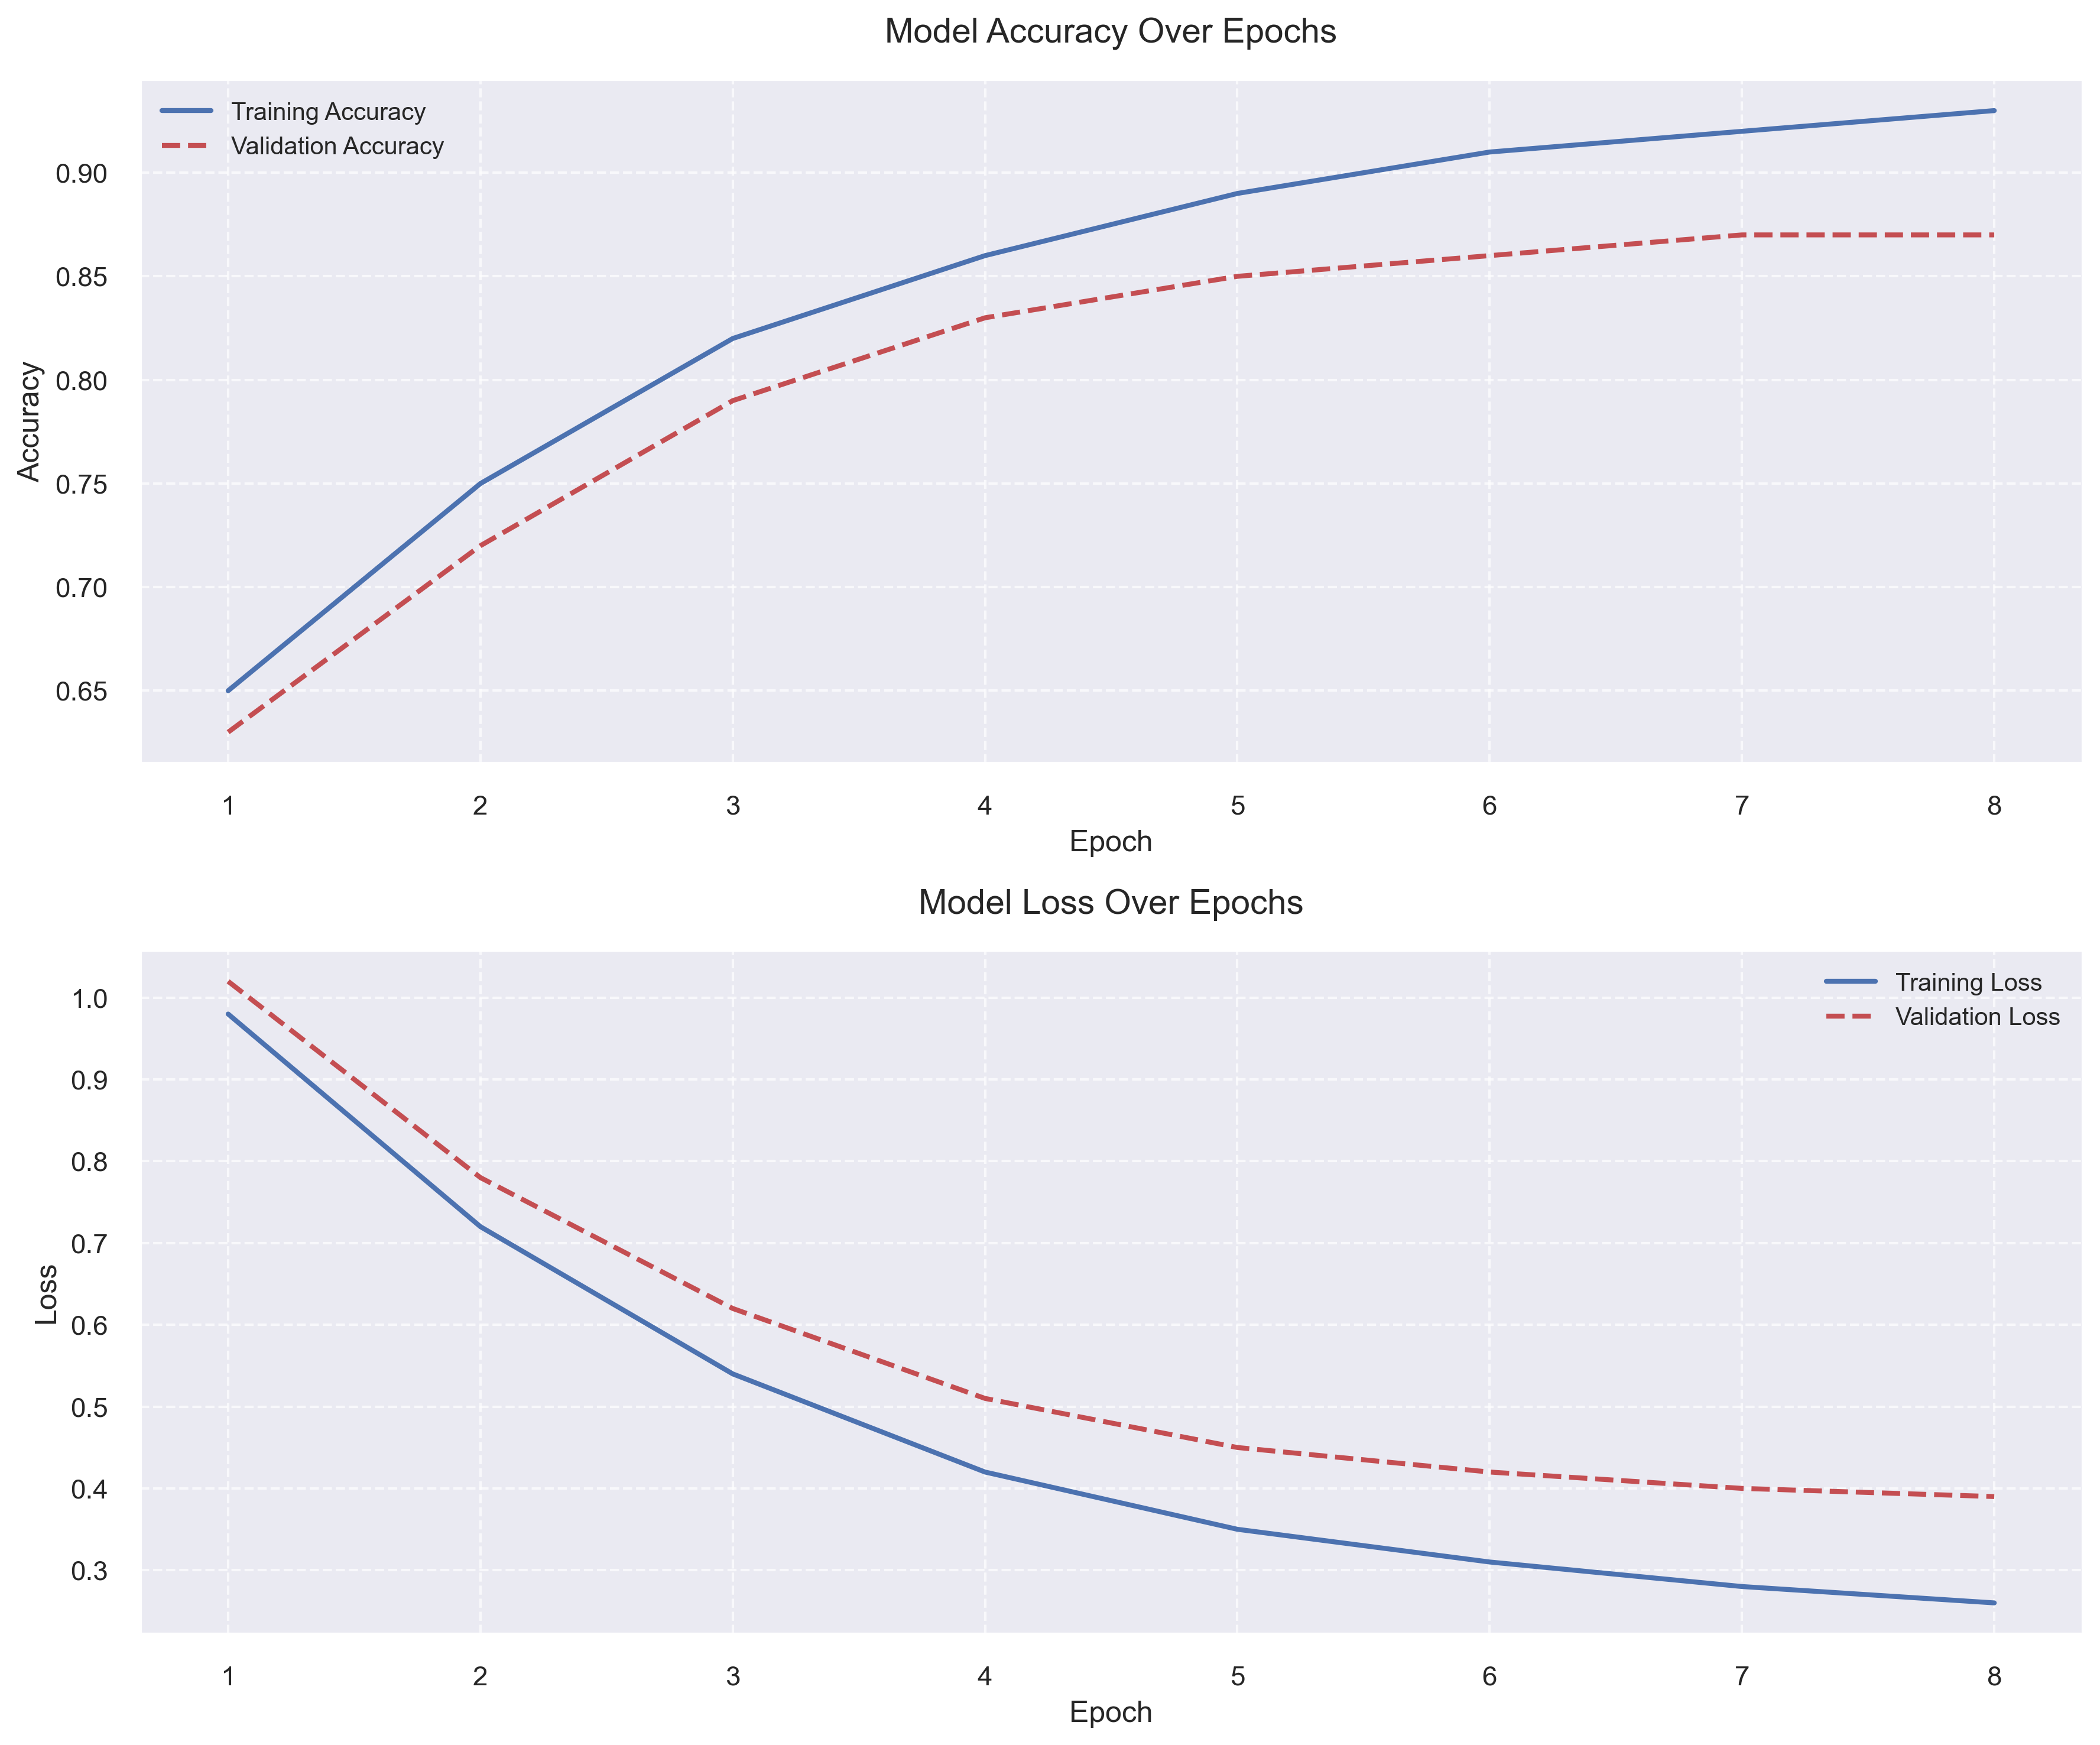 Model Accuracy Over Epochs
Training Accuracy
Validation Accuracy
0.90
0.85
0.80
0.75
0.70
0.65
Accuracy
1 2 3 4 5 6 7 8
Epoch
Model Loss Over Epochs
Training Loss
Validation Loss
1.0
0.9
0.8
0.7
0.6
0.5
0.4
0.3
Loss
1 2 3 4 5 6 7 8
Epoch